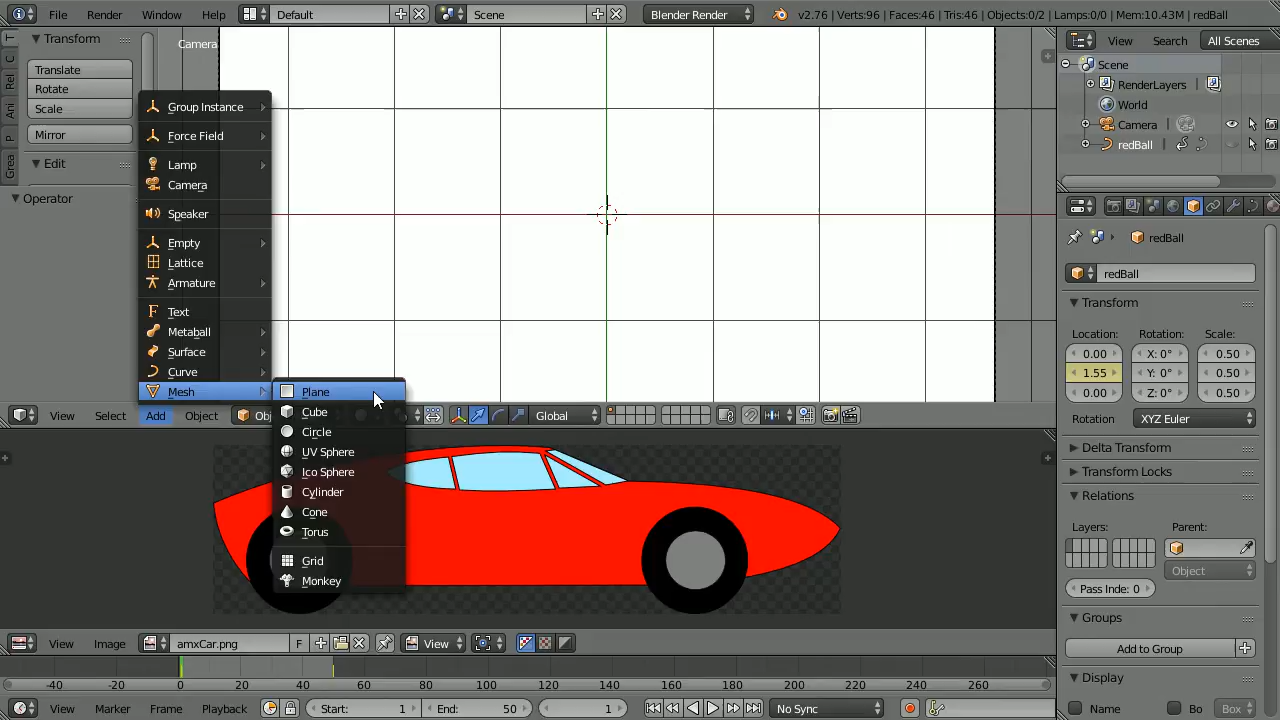 File Render Window Help Default Scene Blender Render v2.76 | Verts:96 | Faces:46 | Tris:46 | Objects:0/2 | Lamps:0/0 | Mem:10.43M | redBall
Transform
Translate
Rotate
Scale
Mirror
Edit
Operator
T
C
Rel
Ani
P
Grea
Camera
Group Instance
Force Field
Lamp
Camera
Speaker
Empty
Lattice
Armature
Text
Metaball
Surface
Curve
Mesh
Plane
Cube
Circle
UV Sphere
Ico Sphere
Cylinder
Cone
Torus
Grid
Monkey
View Select Add Object Obj Global
View Image amxCar.png F View
-40 -20 0 20 40 60 80 100 120 140 160 180 200 220 240 260
View Marker Frame Playback Start: 1 End: 50 1 No Sync
View Search All Scenes
Scene
RenderLayers
World
Camera
redBall
redBall
redBall
Transform
Location: Rotation: Scale:
0.00 X: 0° 0.50
1.55 Y: 0° 0.50
0.00 Z: 0° 0.50
Rotation XYZ Euler
Delta Transform
Transform Locks
Relations
Layers: Parent:
Object
Pass Inde: 0
Groups
Add to Group
Display
Name Bo Box